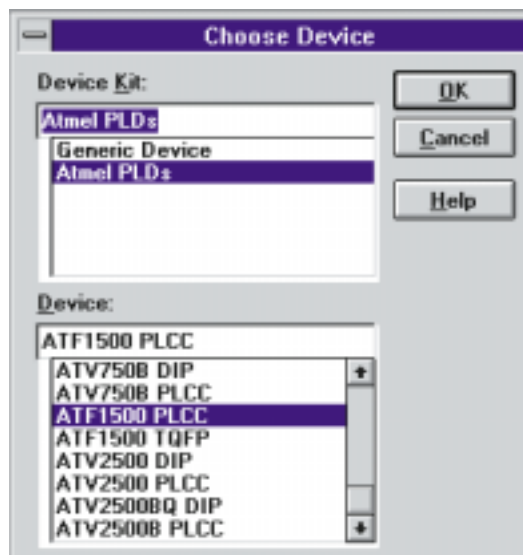 Choose Device
Device Kit:
OK
Atmel PLDs
Cancel
Generic Device
Atmel PLDs
Help
Device:
ATF1500 PLCC
ATV750B DIP
ATV750B PLCC
ATF1500 PLCC
ATF1500 TQFP
ATV2500 DIP
ATV2500 PLCC
ATV2500BQ DIP
ATV2500B PLCC